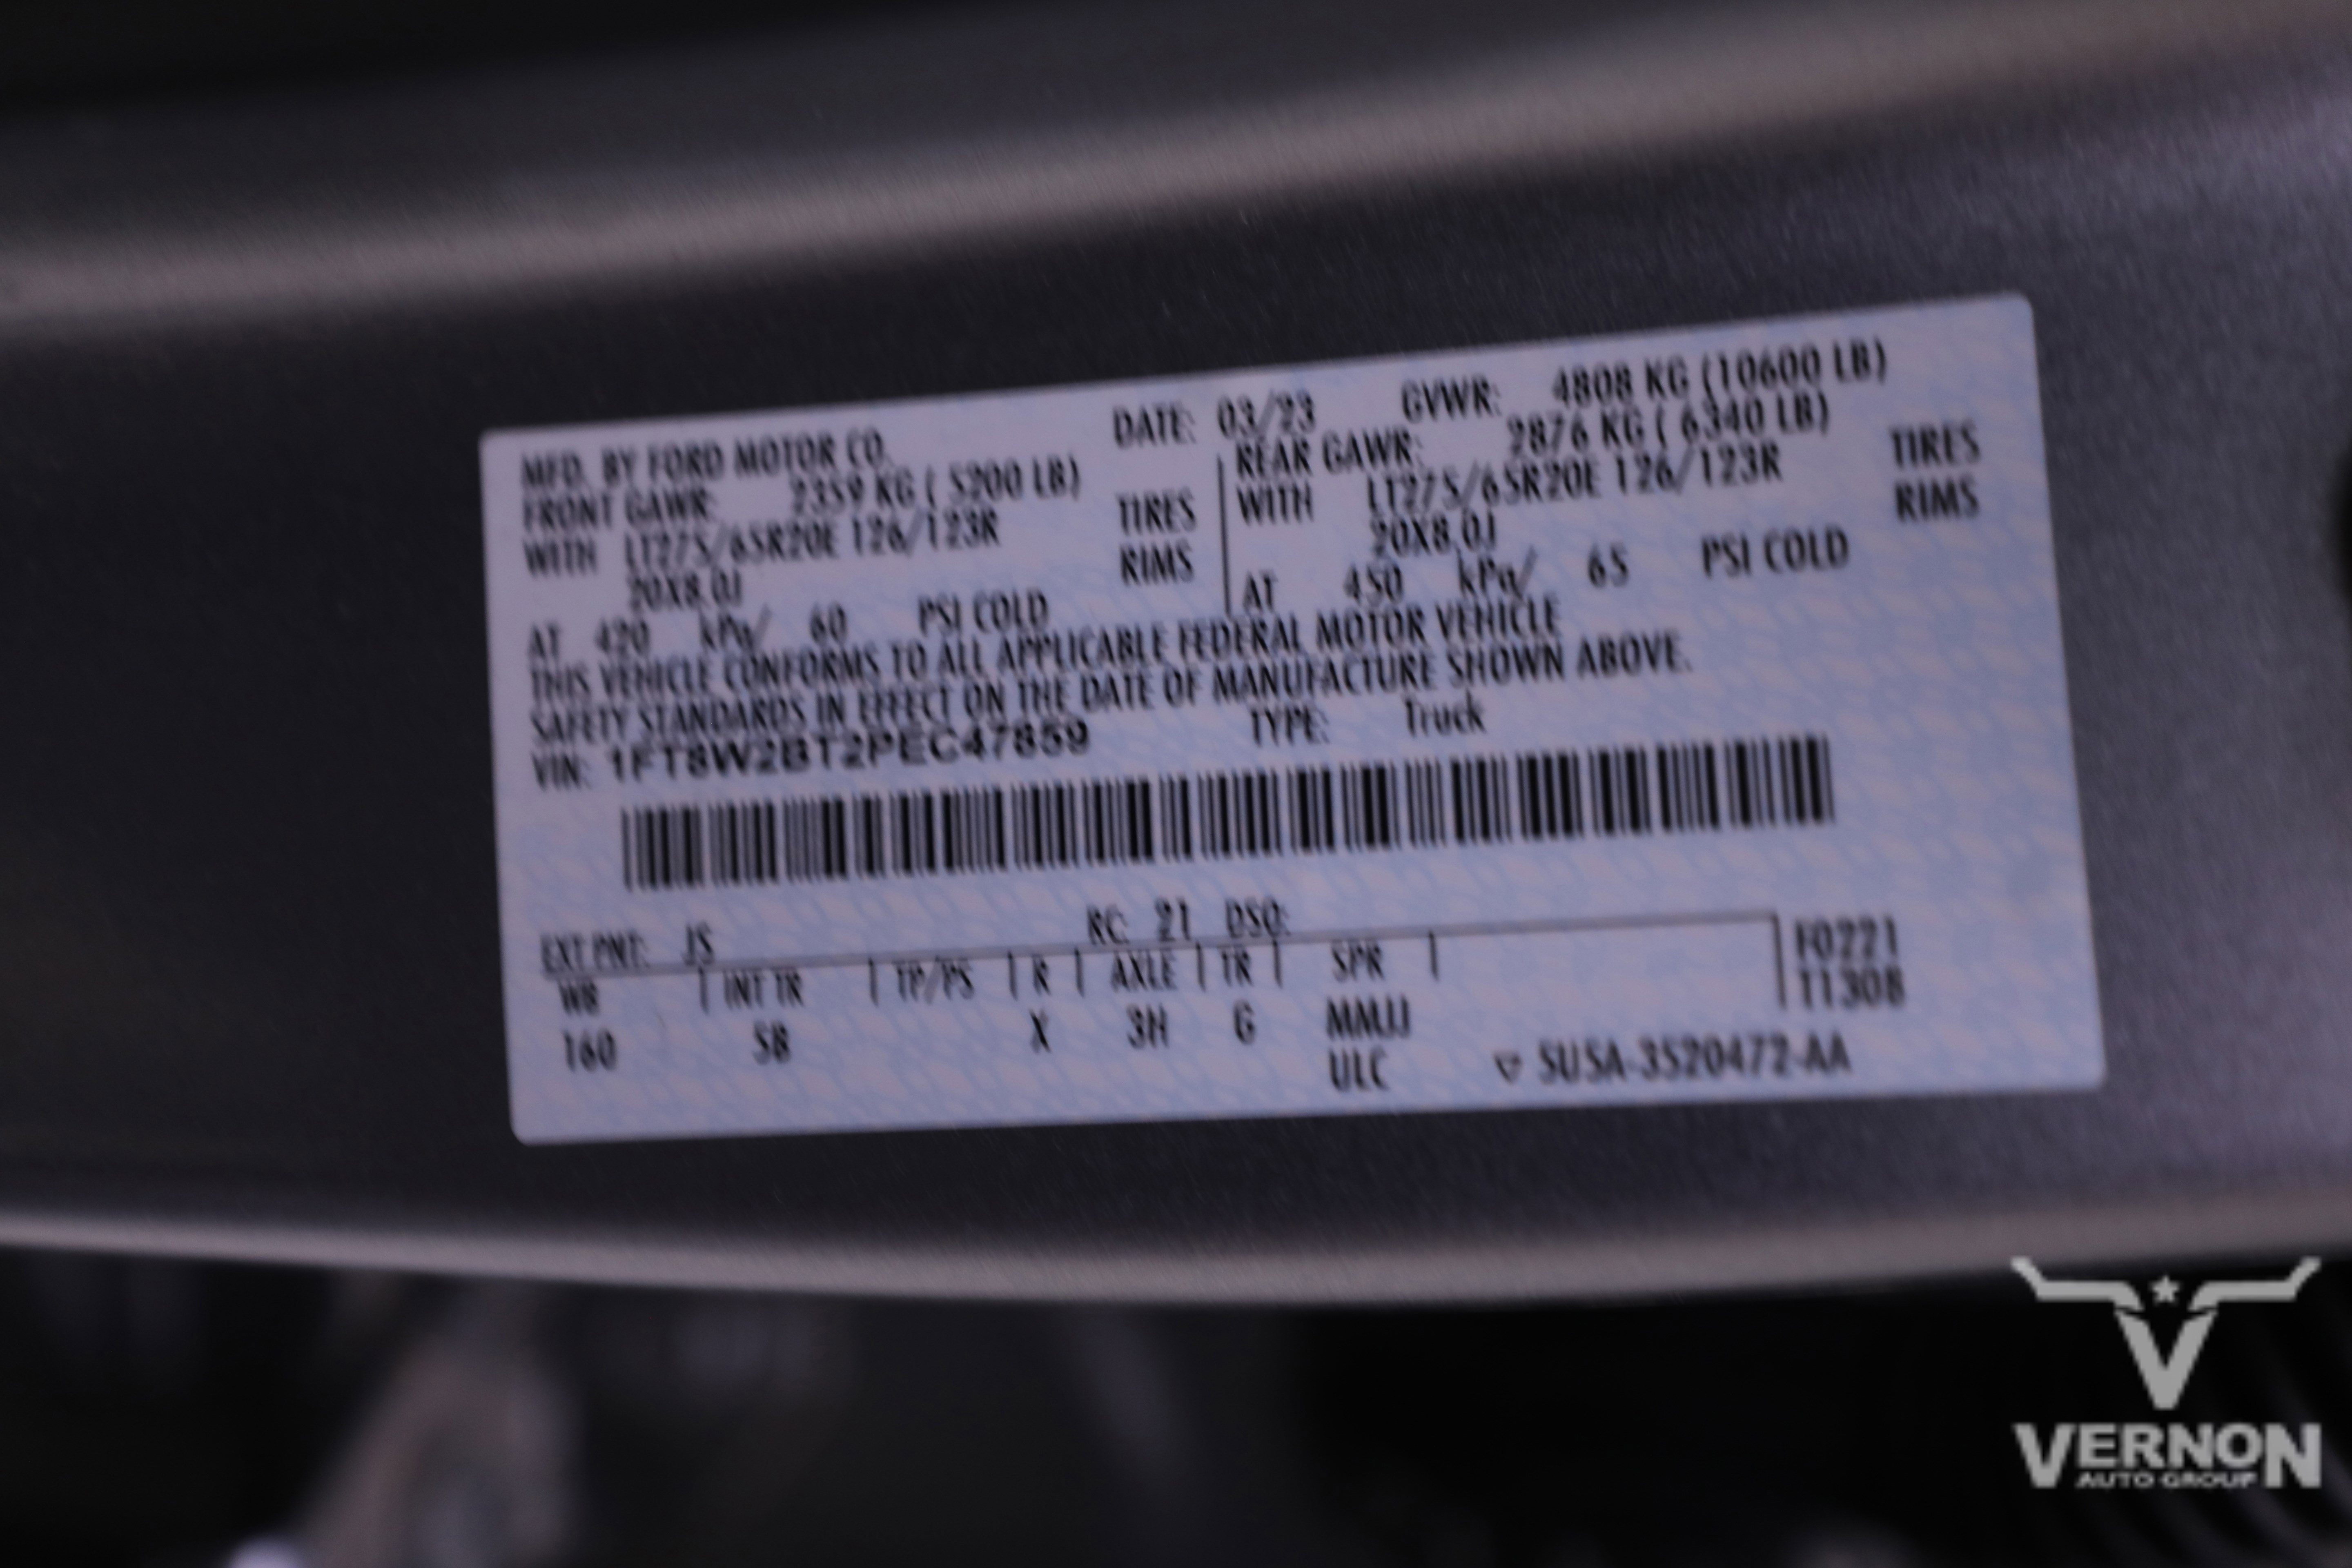 MFD. BY FORD MOTOR CO. DATE: 03/23 GVWR: 4808 KG (10600 LB)
FRONT GAWR: 2359 KG ( 5200 LB) REAR GAWR: 2876 KG ( 6340 LB)
WITH LT275/65R20E 126/123R TIRES WITH LT275/65R20E 126/123R TIRES
20X8.0J RIMS 20X8.0J RIMS
AT 420 kPa/ 60 PSI COLD AT 450 kPa/ 65 PSI COLD
THIS VEHICLE CONFORMS TO ALL APPLICABLE FEDERAL MOTOR VEHICLE
SAFETY STANDARDS IN EFFECT ON THE DATE OF MANUFACTURE SHOWN ABOVE.
VIN: 1FT8W2BT2PEC47859 TYPE: Truck
EXT PNT: JS RC: 21 DSO:
WB INT TR TP/PS R AXLE TR SPR F0221
160 5B X 3H G MMJJ T1308
ULC ▽ SUSA-3520472-AA
VERNON
AUTO GROUP